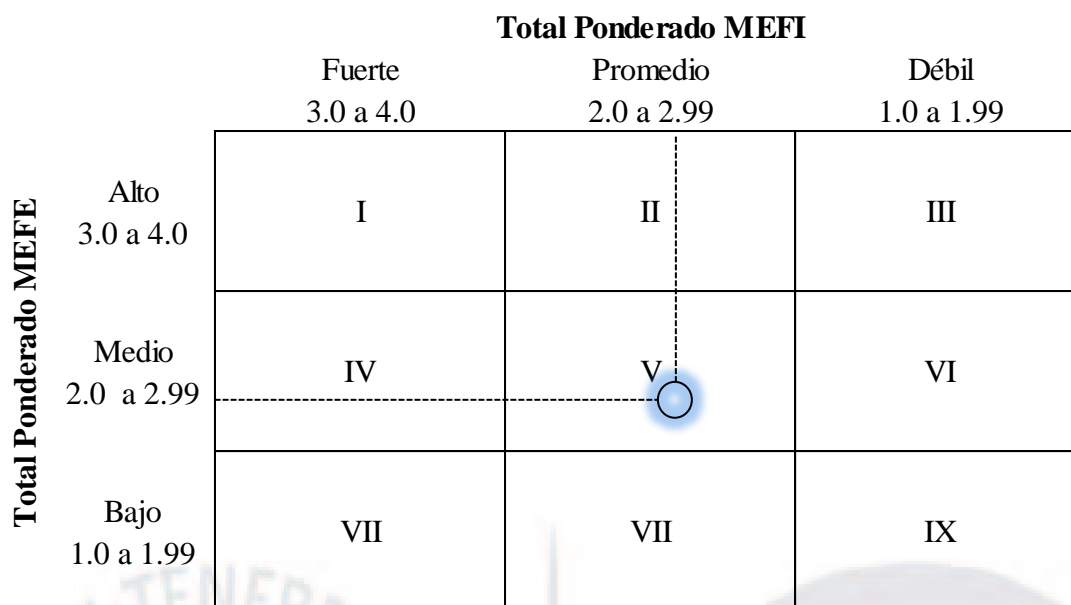 Total Ponderado MEFI
Fuerte Promedio Débil
3.0 a 4.0 2.0 a 2.99 1.0 a 1.99
Total Ponderado MEFE
Alto
3.0 a 4.0
I II III
Medio
2.0 a 2.99
IV V VI
Bajo
1.0 a 1.99
VII VII IX
TENEBR